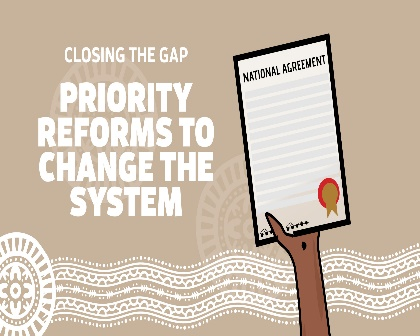 CLOSING THE GAP
PRIORITY
REFORMS TO
CHANGE THE
SYSTEM
NATIONAL AGREEMENT